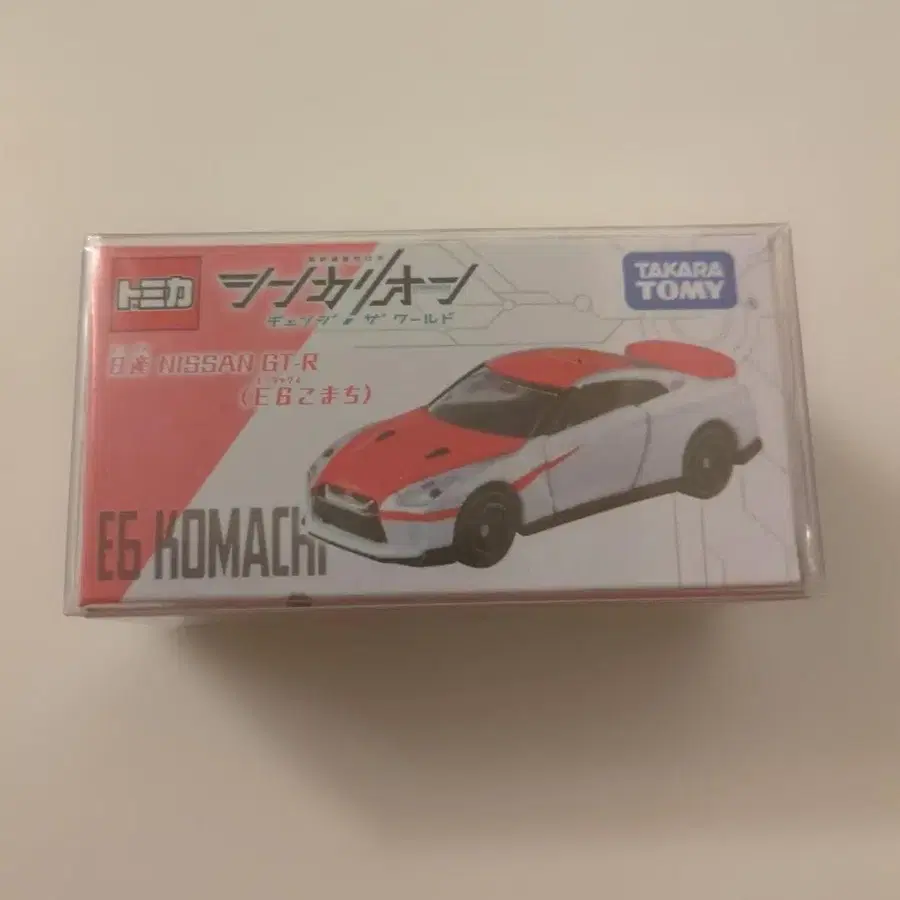 トミカ
シンカリオン
チェンジ ザ ワールド
TAKARA
TOMY
日産 NISSAN GT-R
(E6こまち)
E6 KOMACHI